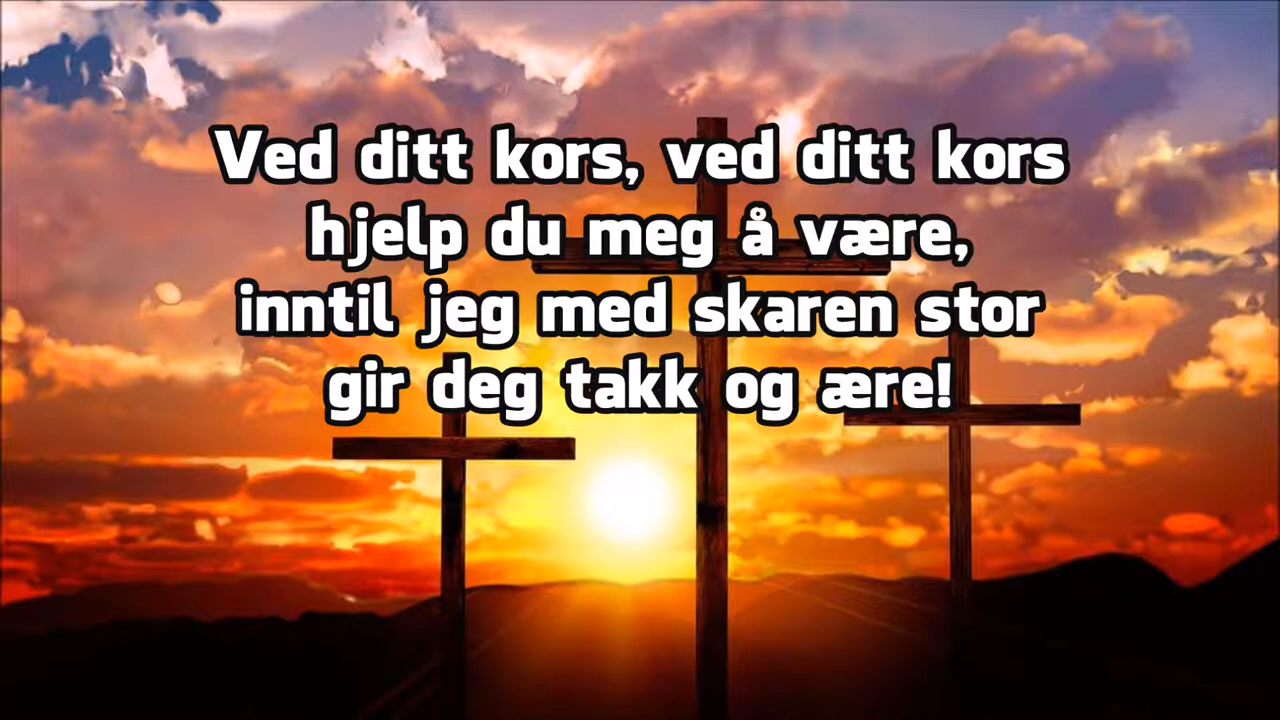 Ved ditt kors, ved ditt kors
hjelp du meg å være,
inntil jeg med skaren stor
gir deg takk og ære!